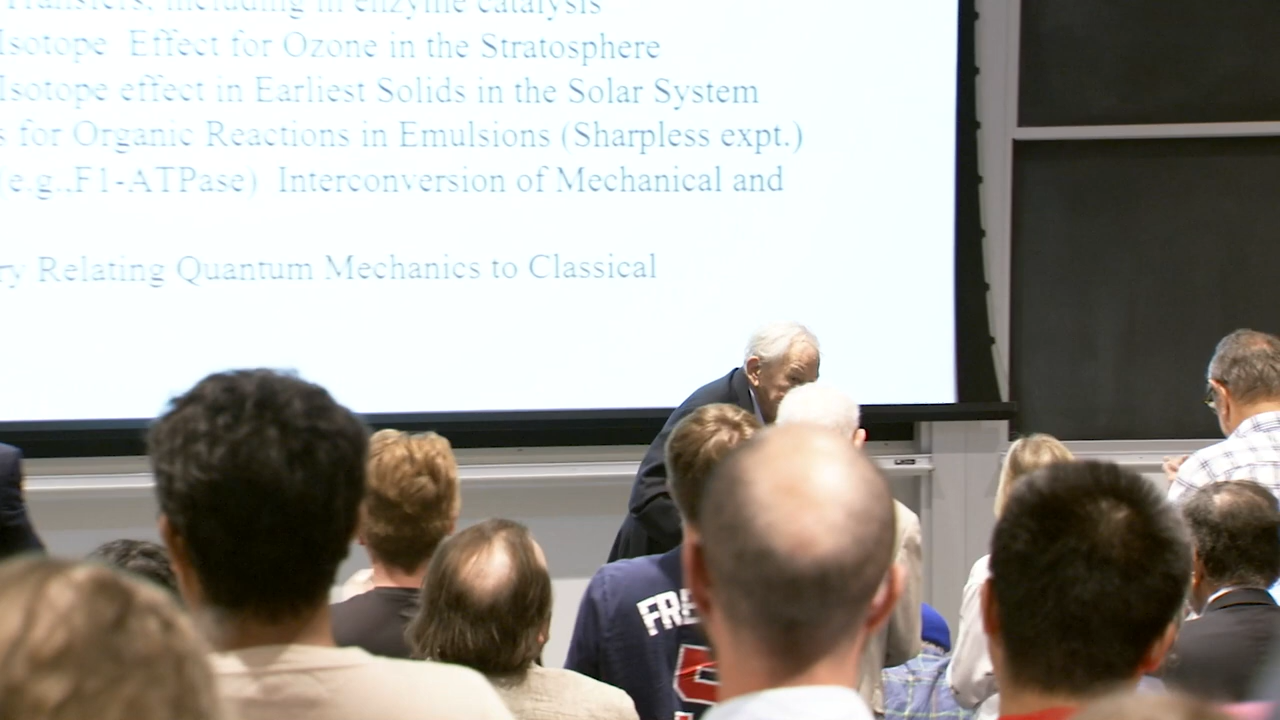 Transfers, including in enzyme catalysis
Isotope Effect for Ozone in the Stratosphere
Isotope effect in Earliest Solids in the Solar System
s for Organic Reactions in Emulsions (Sharpless expt.)
(e.g..F1-ATPase) Interconversion of Mechanical and
ry Relating Quantum Mechanics to Classical
FRE